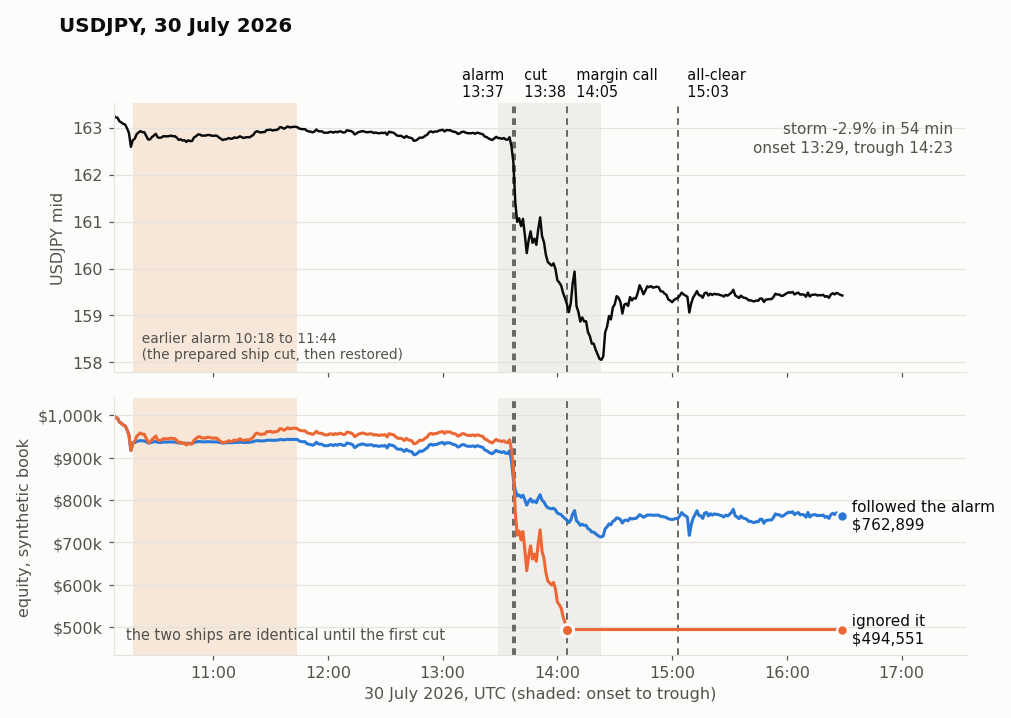 USDJPY, 30 July 2026
alarm
13:37
cut
13:38
margin call
14:05
all-clear
15:03
163
162
161
160
159
158
USDJPY mid
storm -2.9% in 54 min
onset 13:29, trough 14:23
earlier alarm 10:18 to 11:44
(the prepared ship cut, then restored)
$1,000k
$900k
$800k
$700k
$600k
$500k
equity, synthetic book
followed the alarm
$762,899
ignored it
$494,551
the two ships are identical until the first cut
11:00
12:00
13:00
14:00
15:00
16:00
17:00
30 July 2026, UTC (shaded: onset to trough)